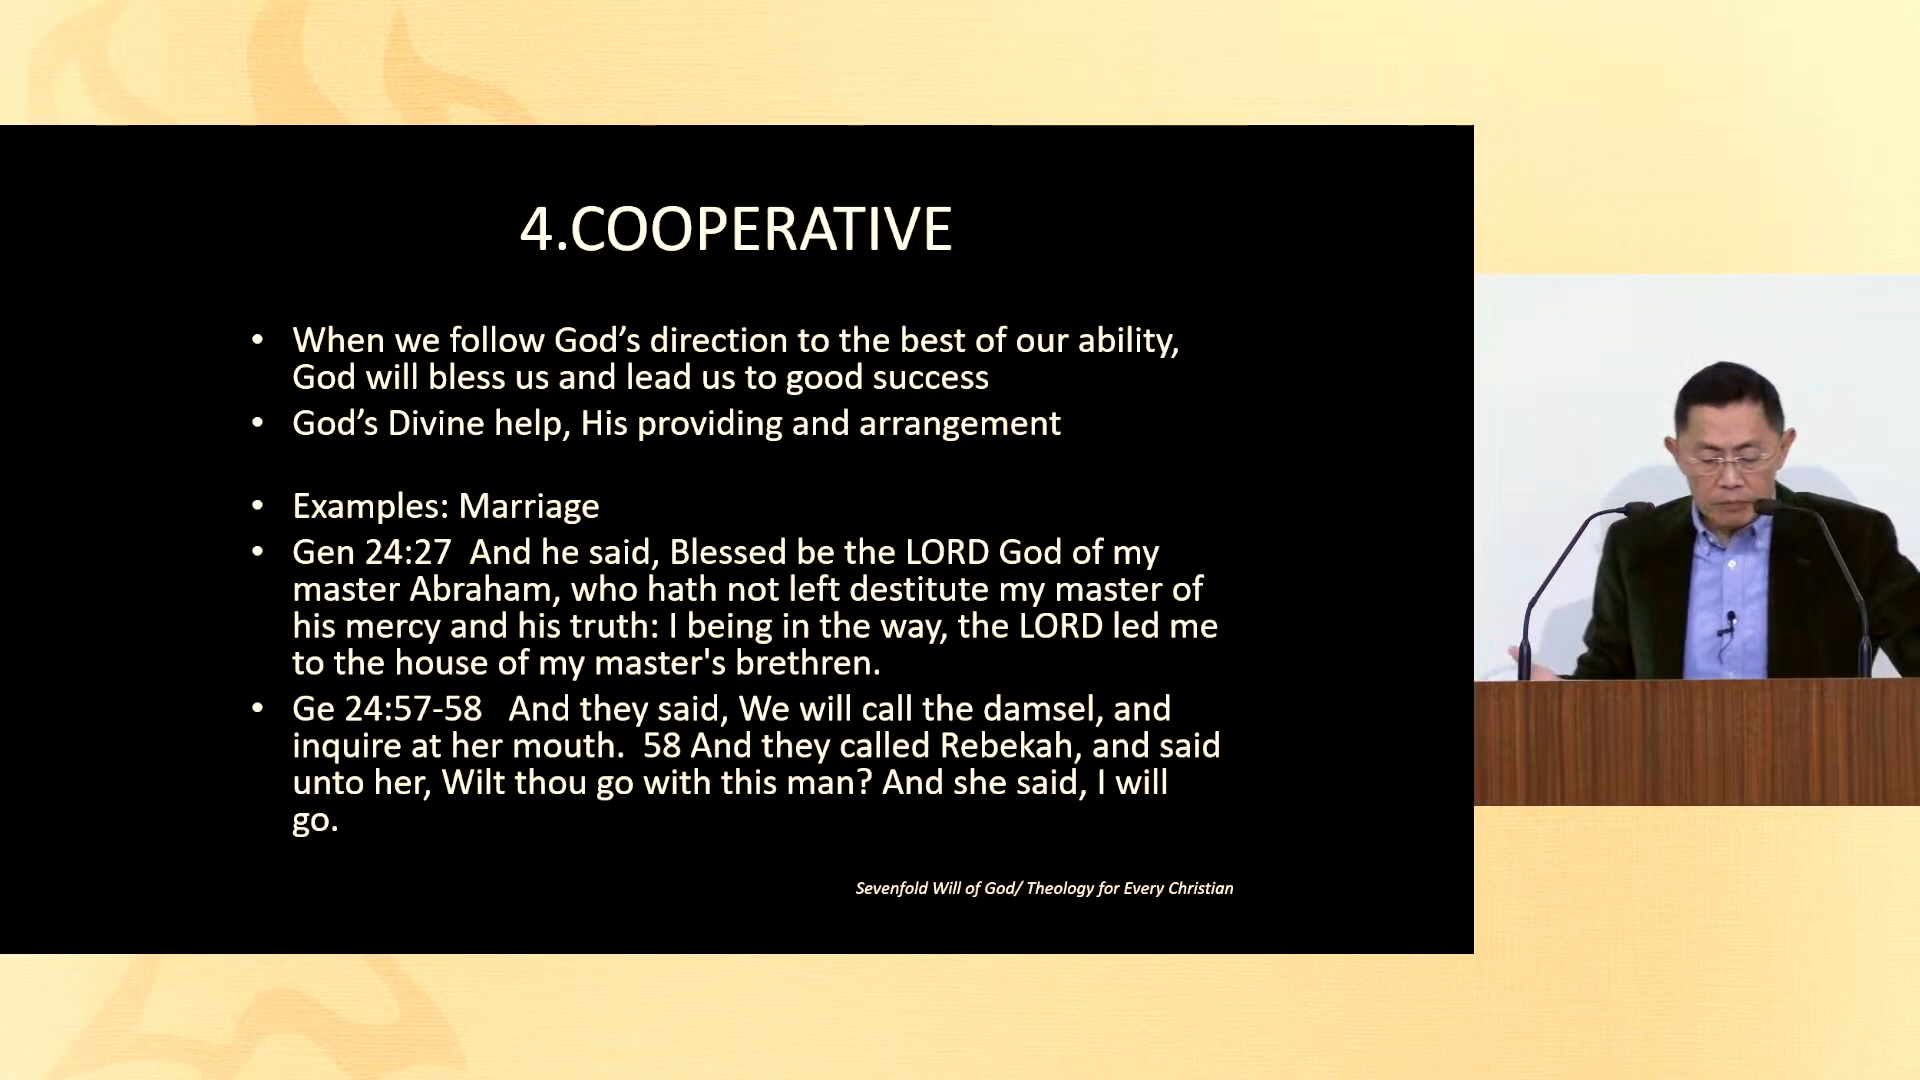 4.COOPERATIVE
• When we follow God’s direction to the best of our ability,
God will bless us and lead us to good success
• God’s Divine help, His providing and arrangement
• Examples: Marriage
• Gen 24:27  And he said, Blessed be the LORD God of my
master Abraham, who hath not left destitute my master of
his mercy and his truth: I being in the way, the LORD led me
to the house of my master's brethren.
• Ge 24:57-58   And they said, We will call the damsel, and
inquire at her mouth.  58 And they called Rebekah, and said
unto her, Wilt thou go with this man? And she said, I will
go.
Sevenfold Will of God/ Theology for Every Christian